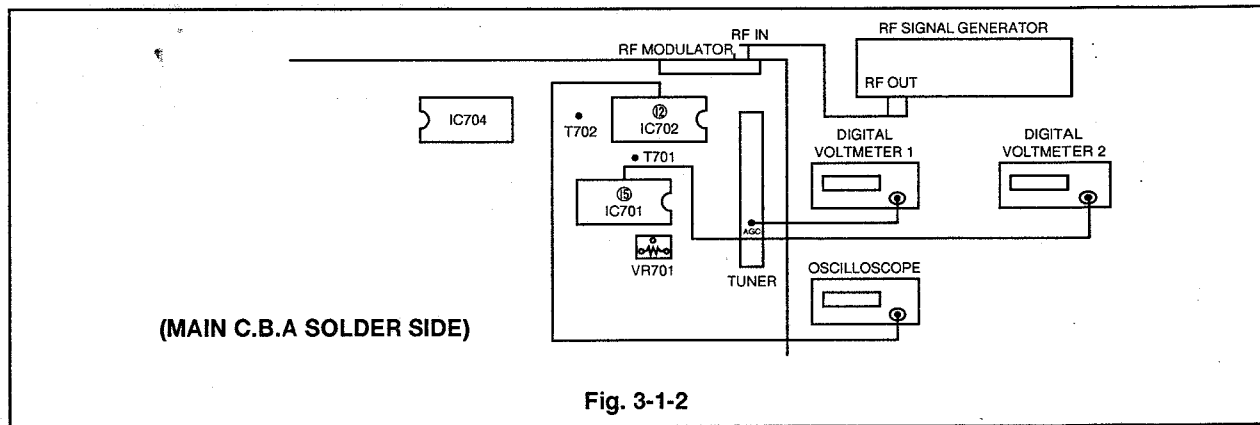 RF IN
RF SIGNAL GENERATOR
RF MODULATOR
RF OUT
IC704
T702
⑫
IC702
DIGITAL
VOLTMETER 1
DIGITAL
VOLTMETER 2
T701
⑮
IC701
AGC
VR701
TUNER
OSCILLOSCOPE
(MAIN C.B.A SOLDER SIDE)
Fig. 3-1-2